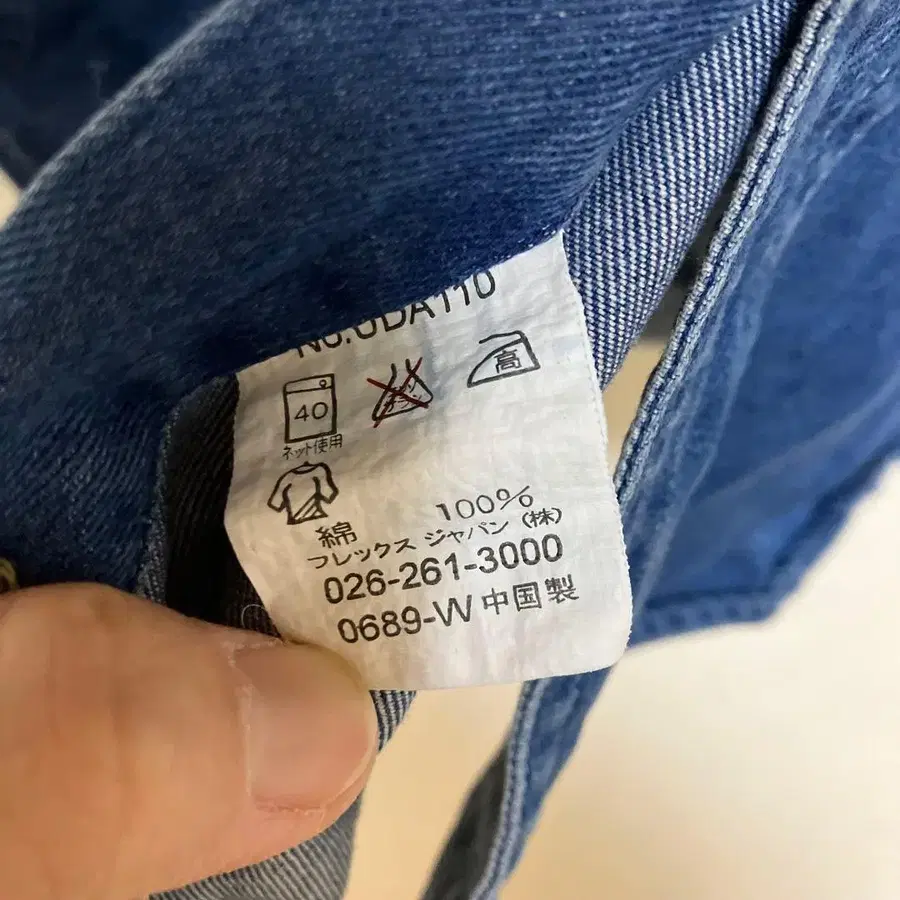 No.UDA110
40 高
ネット使用
綿 100%
フレックス ジャパン (株)
026-261-3000
0689-W 中国製